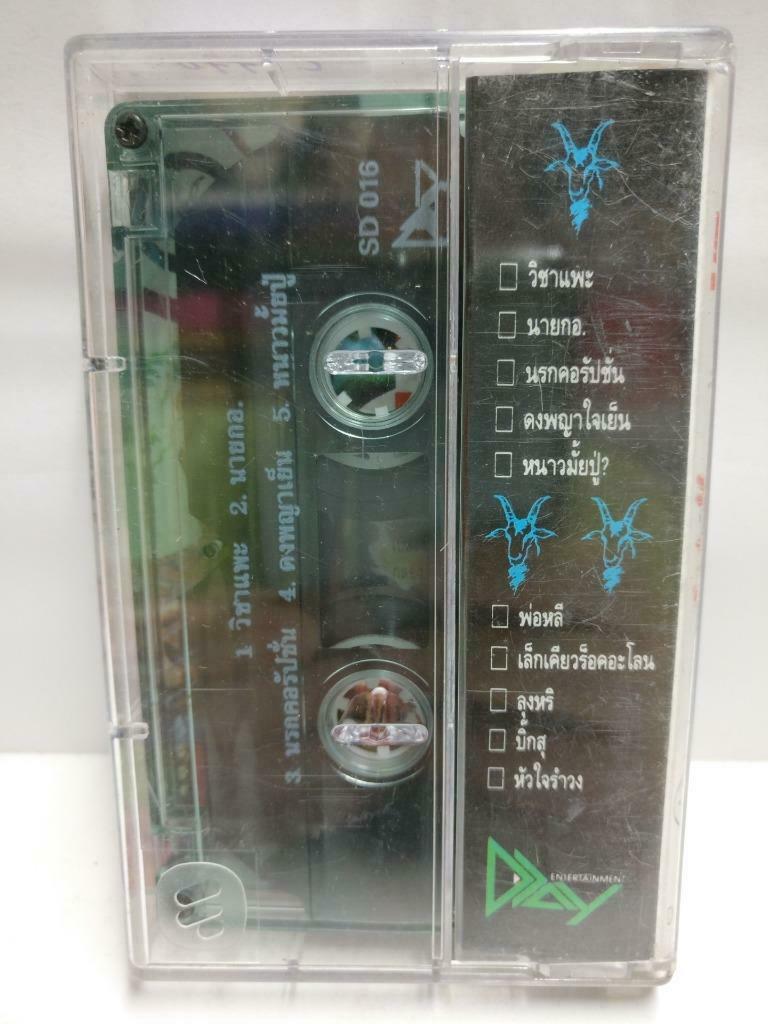 วิชาแพะ
นายกอ.
นรกคอรัปชั่น
ดงพญาใจเย็น
หนาวมั้ยปู่?
พ่อหลี
เล็กเคียวร็อคอะโลน
ลุงหริ
บิ๊กสุ
หัวใจรำวง
Day
ENTERTAINMENT
SD 016
1 วิชาแพะ 2. นายกอ.
3. นรกคอรัปชั่น 4. ดงพญาเย็น 5. หนาวมั้ยปู่